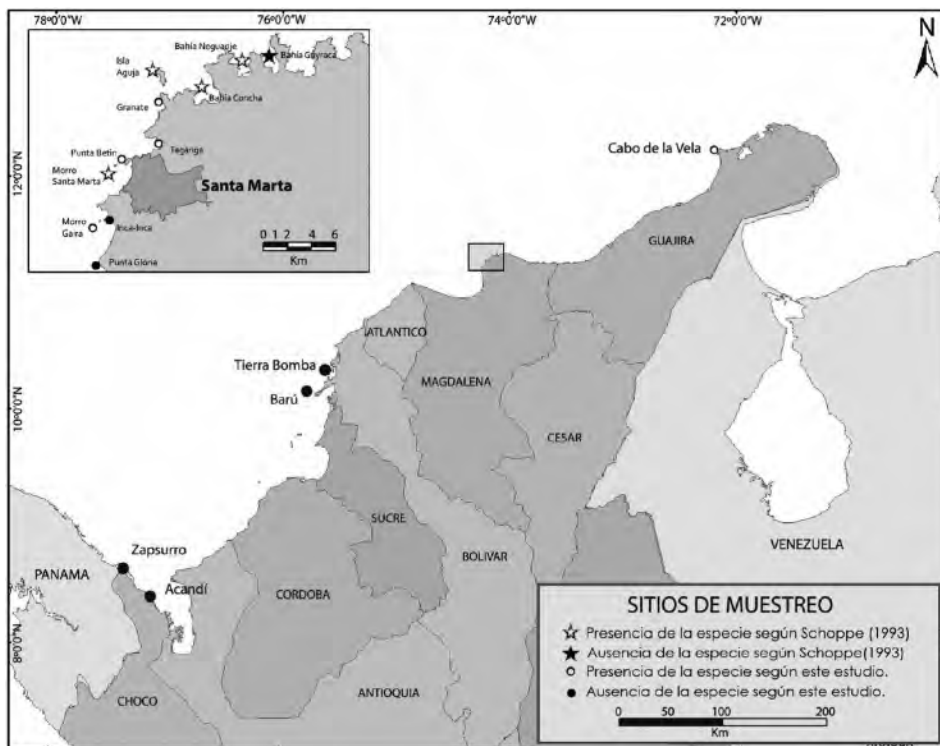 78°0'0"W
76°0'0"W
74°0'0"W
72°0'0"W
N
12°0'0"N
10°0'0"N
8°0'0"N
Bahía Neguanje
Bahía Gayraca
Isla
Aguja
Bahía Concha
Granate
Taganga
Punta Betín
Morro
Santa Marta
Santa Marta
Morro
Gaira
Inca-Inca
Punta Gloria
0 1 2 4 6
Km
Cabo de la Vela
GUAJIRA
ATLANTICO
Tierra Bomba
MAGDALENA
Barú
CESAR
SUCRE
BOLIVAR
VENEZUELA
Zapsurro
PANAMA
Acandí
CORDOBA
CHOCO
ANTIOQUIA
SITIOS DE MUESTREO
Presencia de la especie según Schoppe (1993)
Ausencia de la especie según Schoppe(1993)
Presencia de la especie según este estudio.
Ausencia de la especie según este estudio.
0 50 100 200
Km